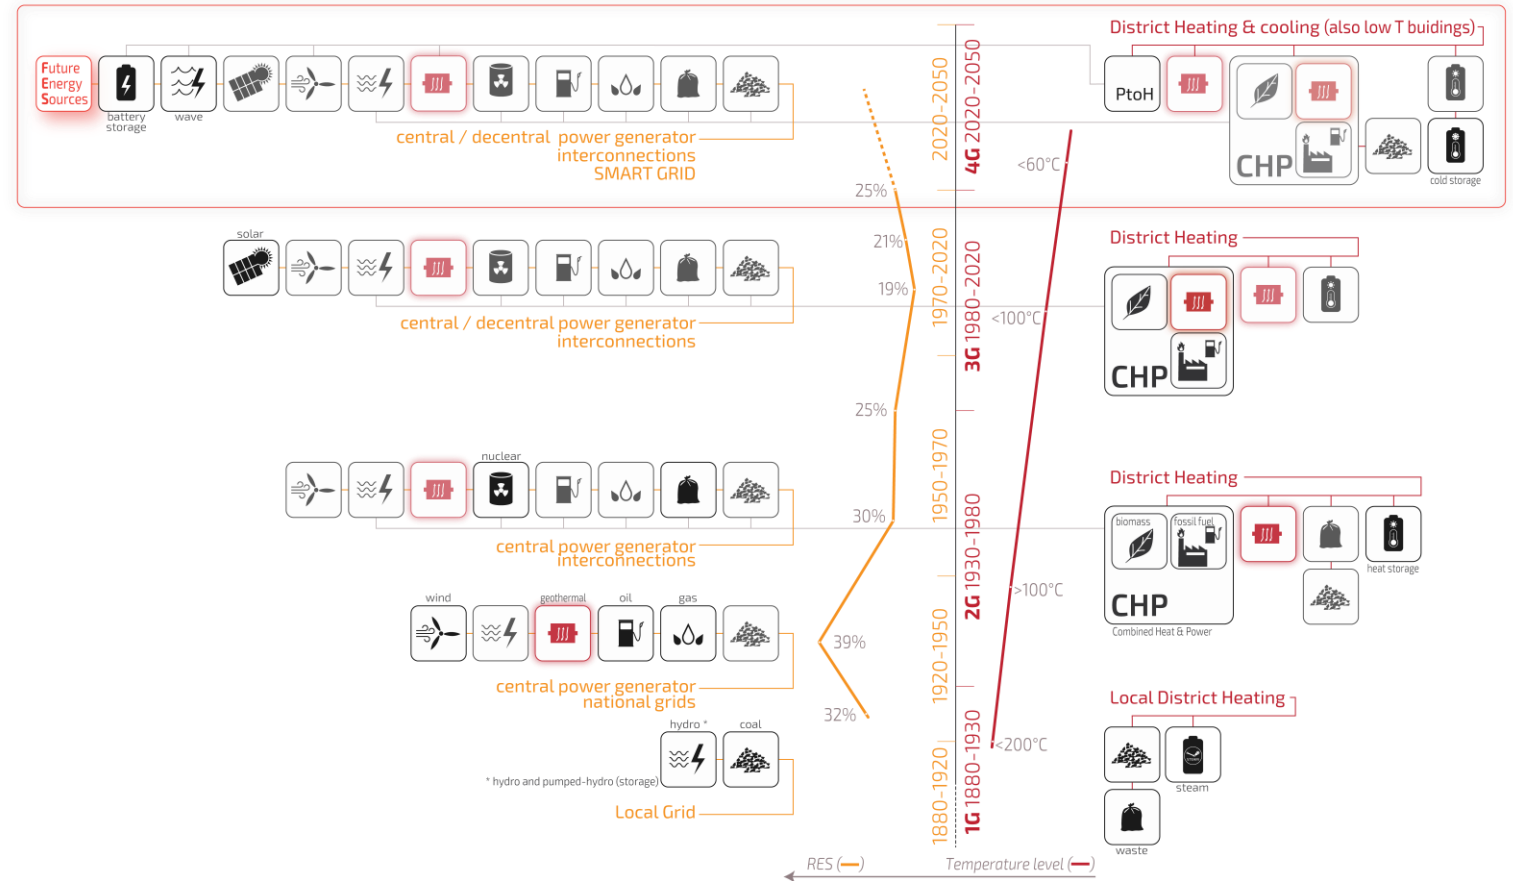 District Heating & cooling (also low T buidings)
Future
Energy
Sources
battery
storage
wave
central / decentral power generator
interconnections
SMART GRID
25%
2020-2050
4G 2020-2050
<60°C
PtoH
CHP
cold storage
solar
21%
19%
central / decentral power generator
interconnections
1970-2020
3G 1980-2020
<100°C
District Heating
CHP
25%
nuclear
30%
central power generator
interconnections
1950-1970
2G 1930-1980
>100°C
District Heating
biomass
fossil fuel
CHP
Combined Heat & Power
heat storage
wind
geothermal
oil
gas
39%
central power generator
national grids
1920-1950
32%
hydro *
coal
* hydro and pumped-hydro (storage)
Local Grid
1880-1920
1G 1880-1930
<200°C
Local District Heating
steam
waste
RES (—)
Temperature level (—)